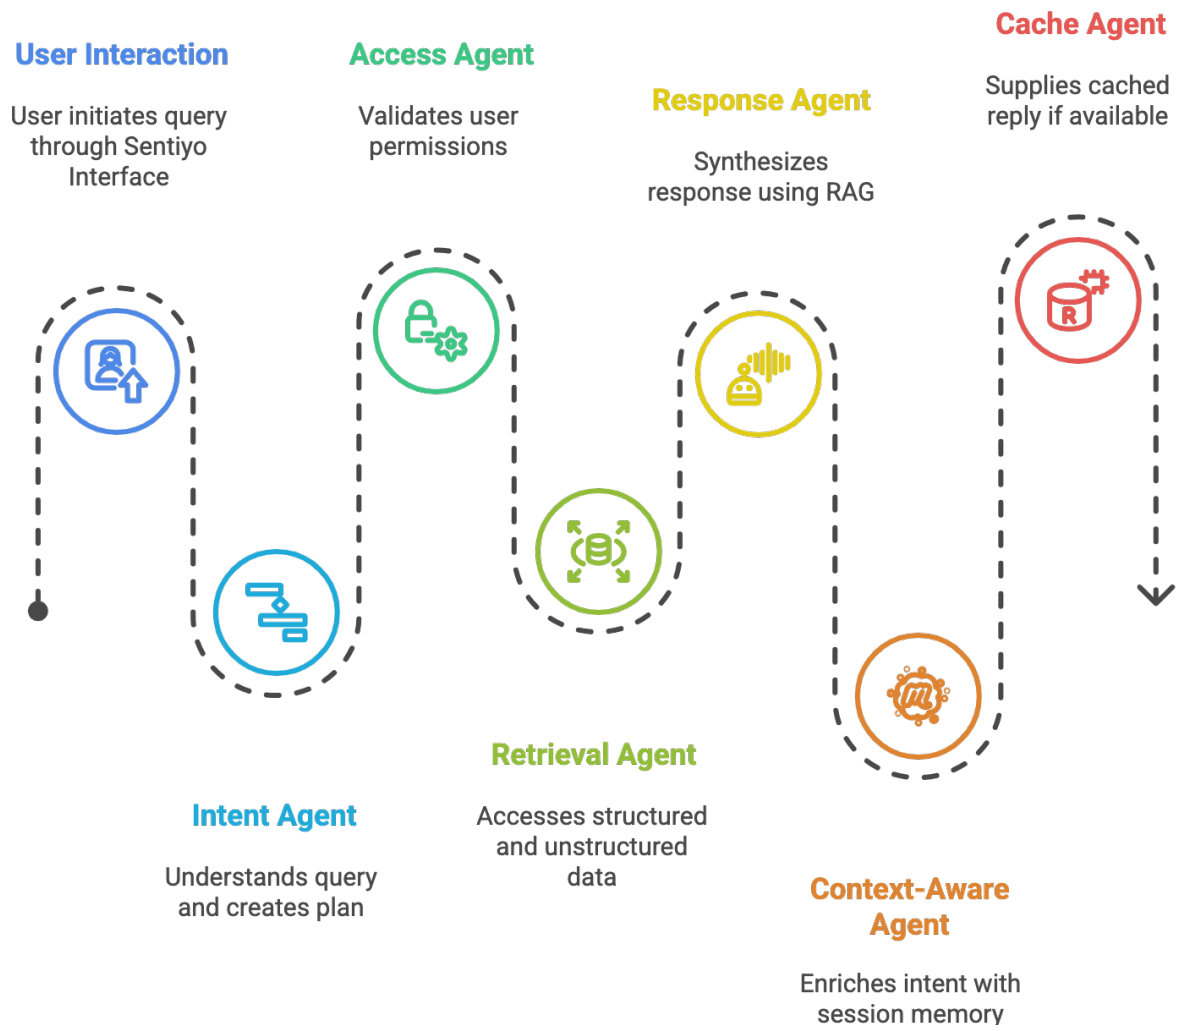 User Interaction
User initiates query
through Sentiyo
Interface
Intent Agent
Understands query
and creates plan
Access Agent
Validates user
permissions
Retrieval Agent
Accesses structured
and unstructured
data
Response Agent
Synthesizes
response using RAG
Context-Aware
Agent
Enriches intent with
session memory
Cache Agent
Supplies cached
reply if available
R